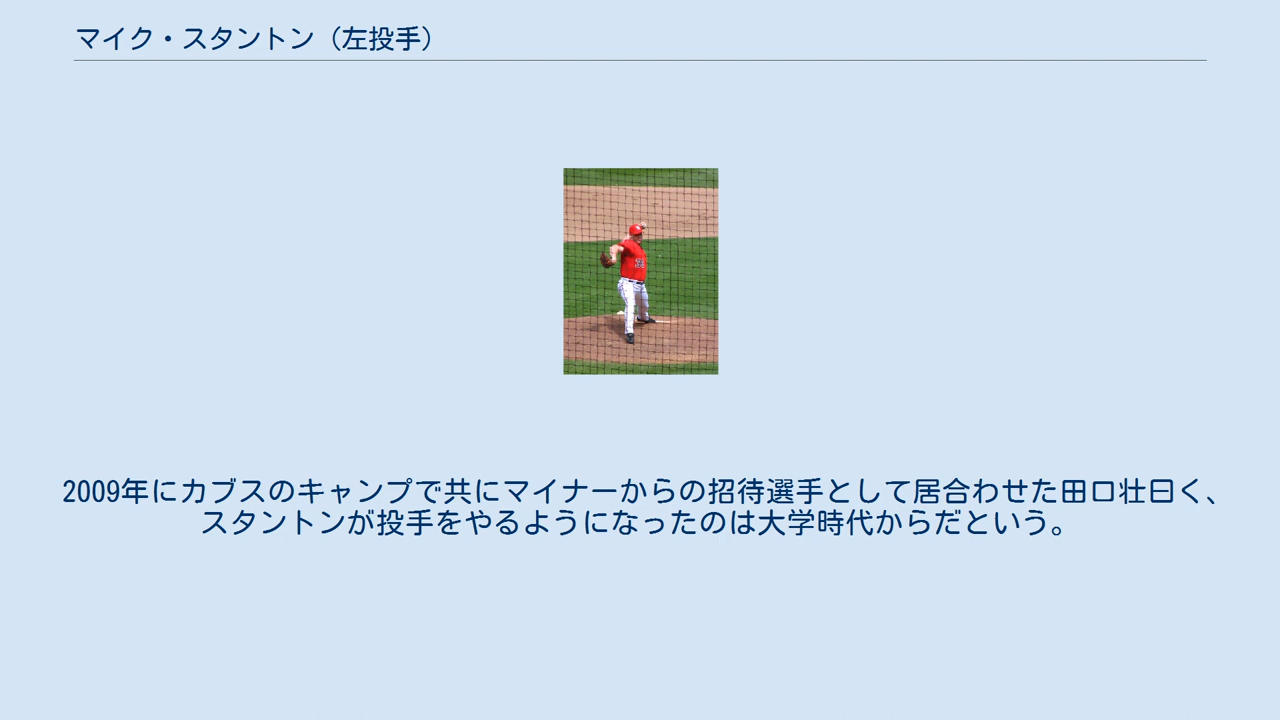 マイク・スタントン（左投手）
2009年にカブスのキャンプで共にマイナーからの招待選手として居合わせた田口壮曰く、
スタントンが投手をやるようになったのは大学時代からだという。